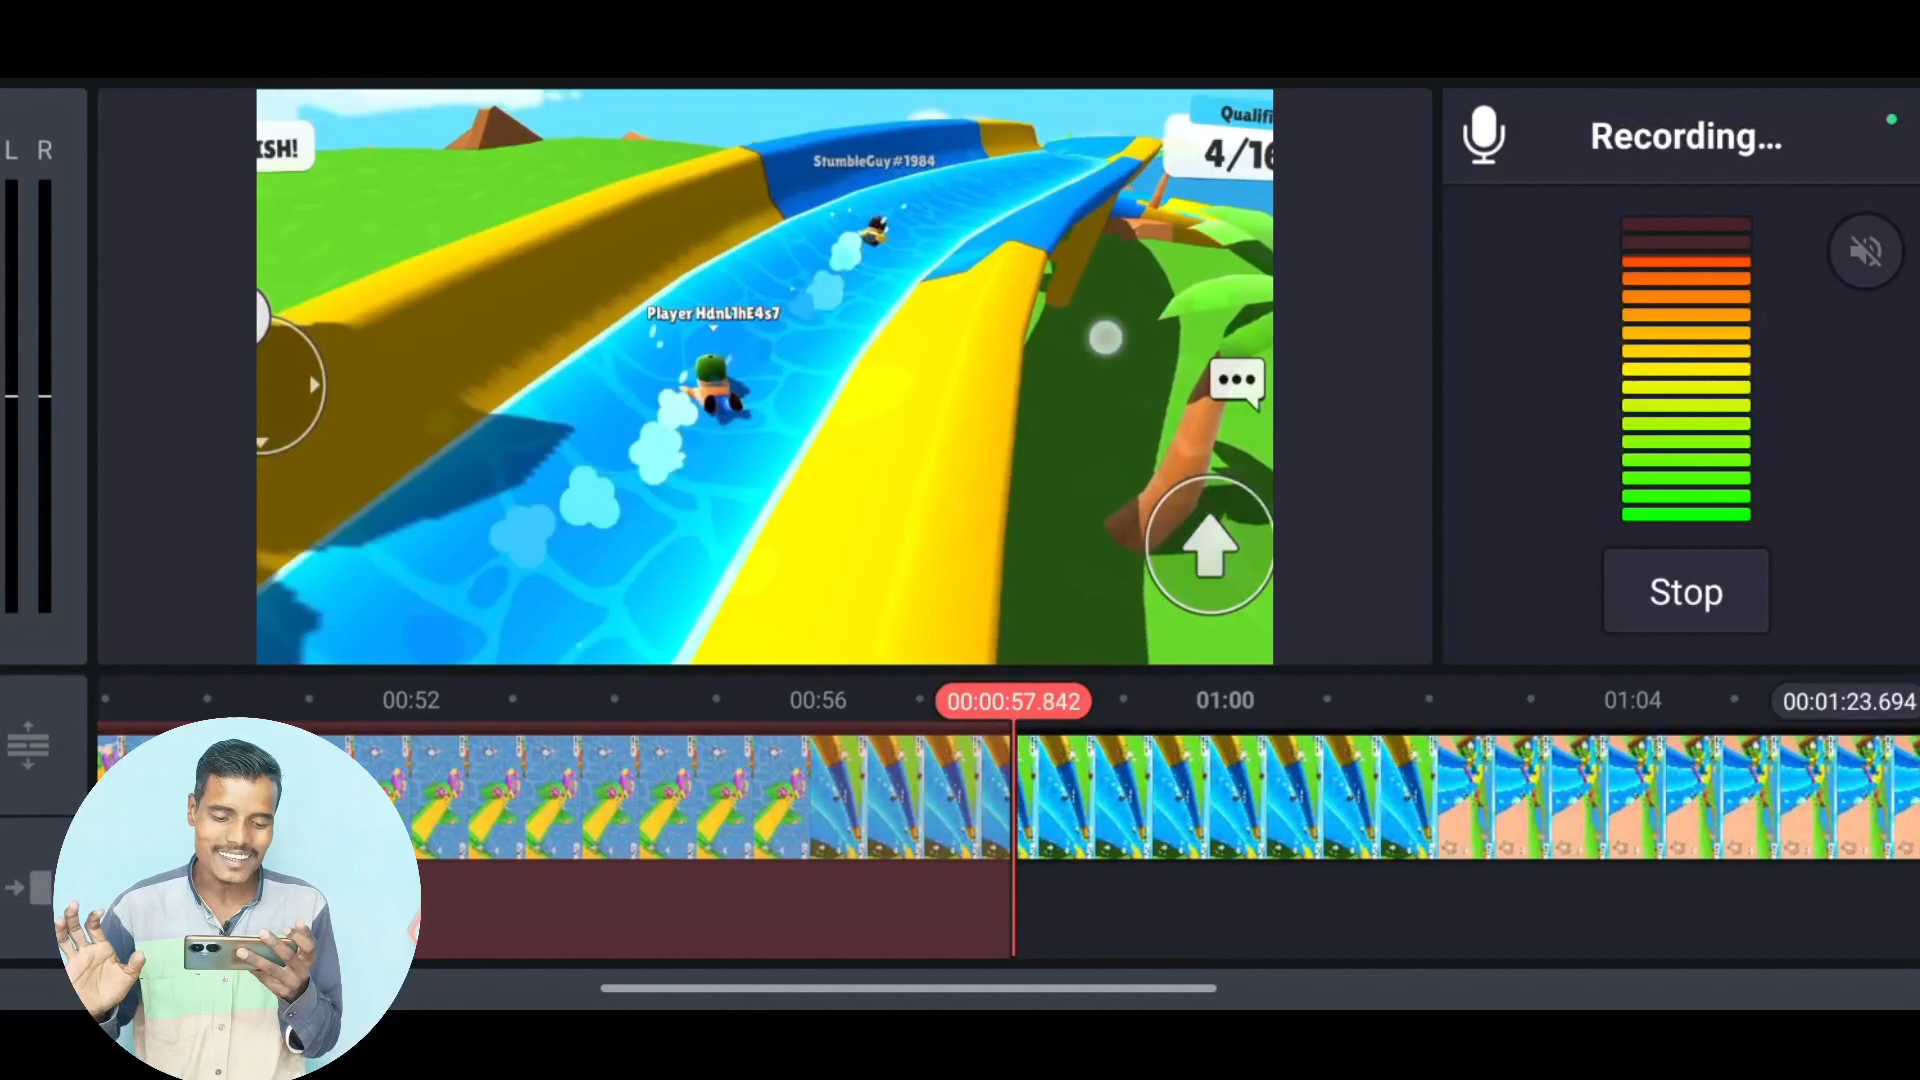 L R
ISH!
StumbleGuy#1984
Qualifi
4/16
Player HdnL1hE4s7
Recording...
Stop
00:52
00:56
00:00:57.842
01:00
01:04
00:01:23.694